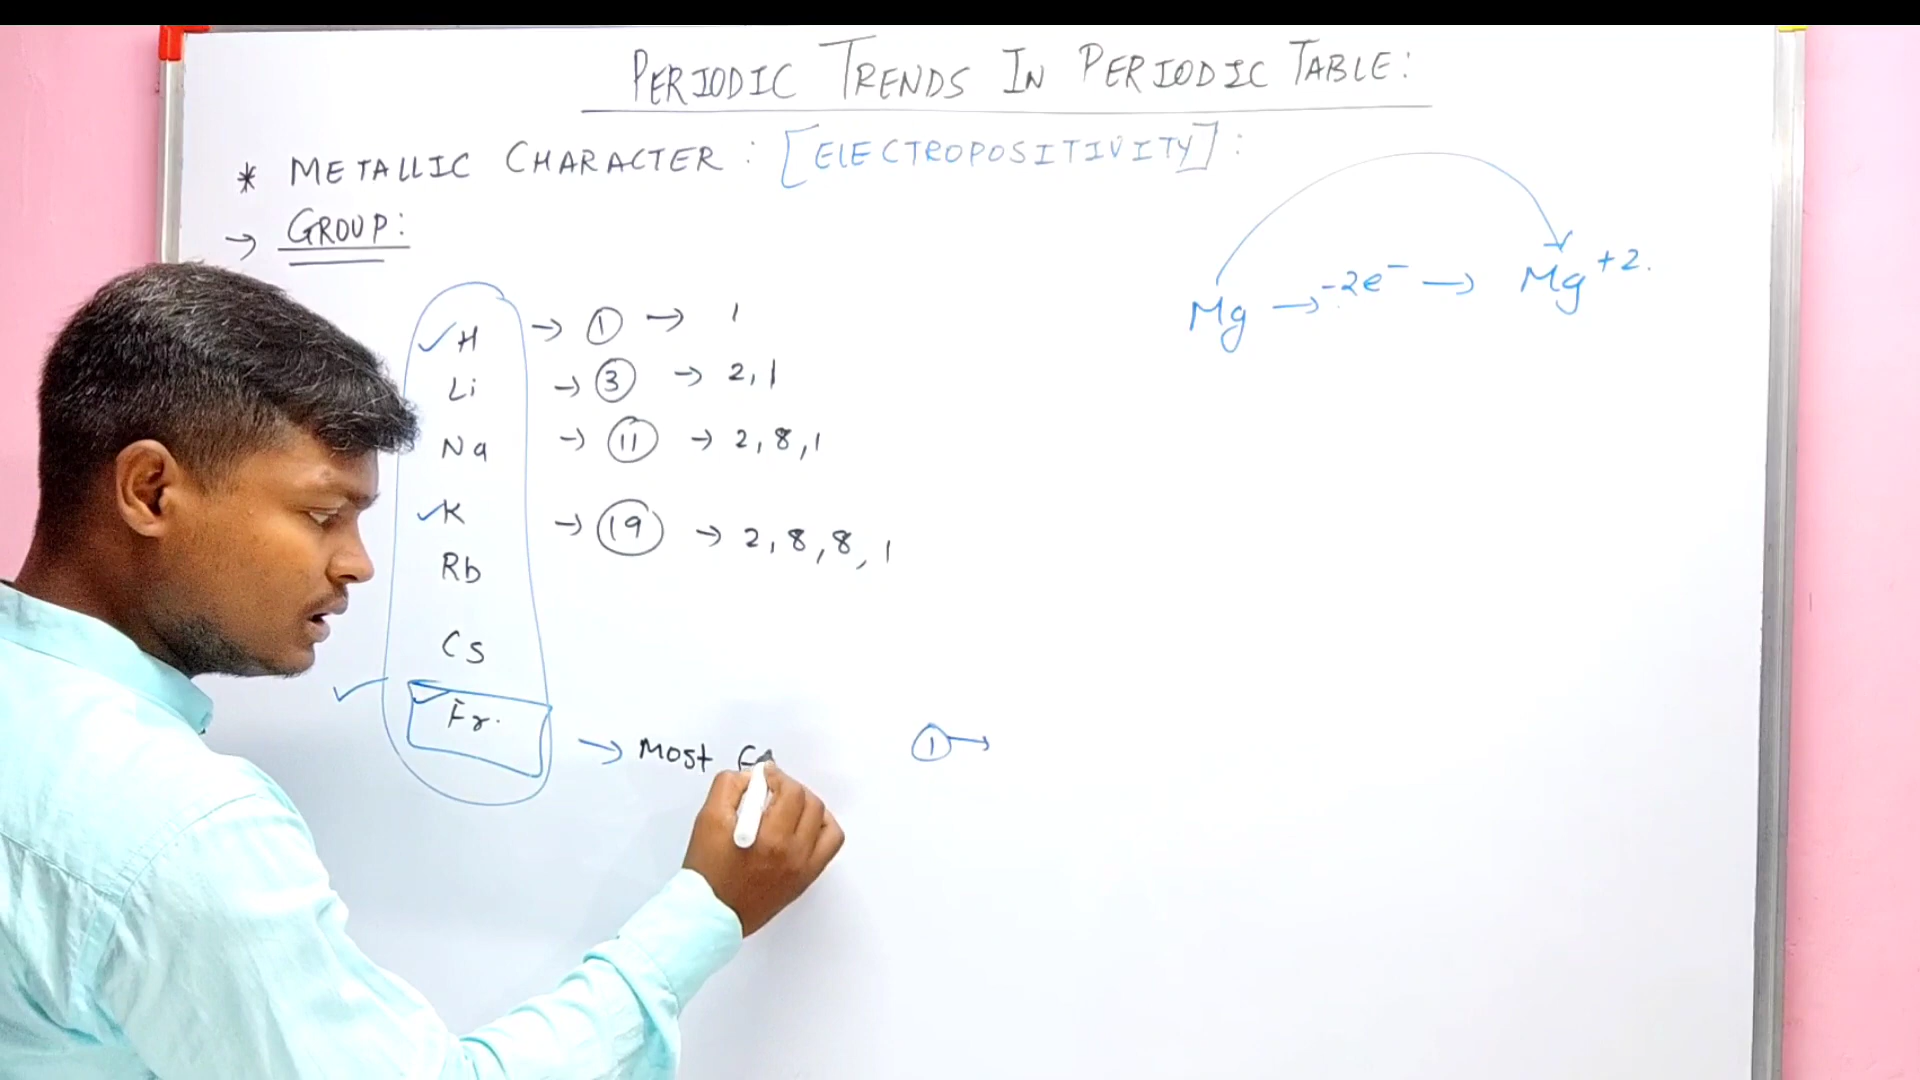 PERIODIC TRENDS IN PERIODIC TABLE:
* METALLIC CHARACTER: [ElECTROPOSITIVITY]:
→ GROUP:
✓H → 1 → 1
Li → 3 → 2, 1
Na → 11 → 2, 8, 1
✓K → 19 → 2, 8, 8, 1
Rb
Cs
✓ Fr. → Most
1→
Mg → -2e⁻ → Mg⁺².